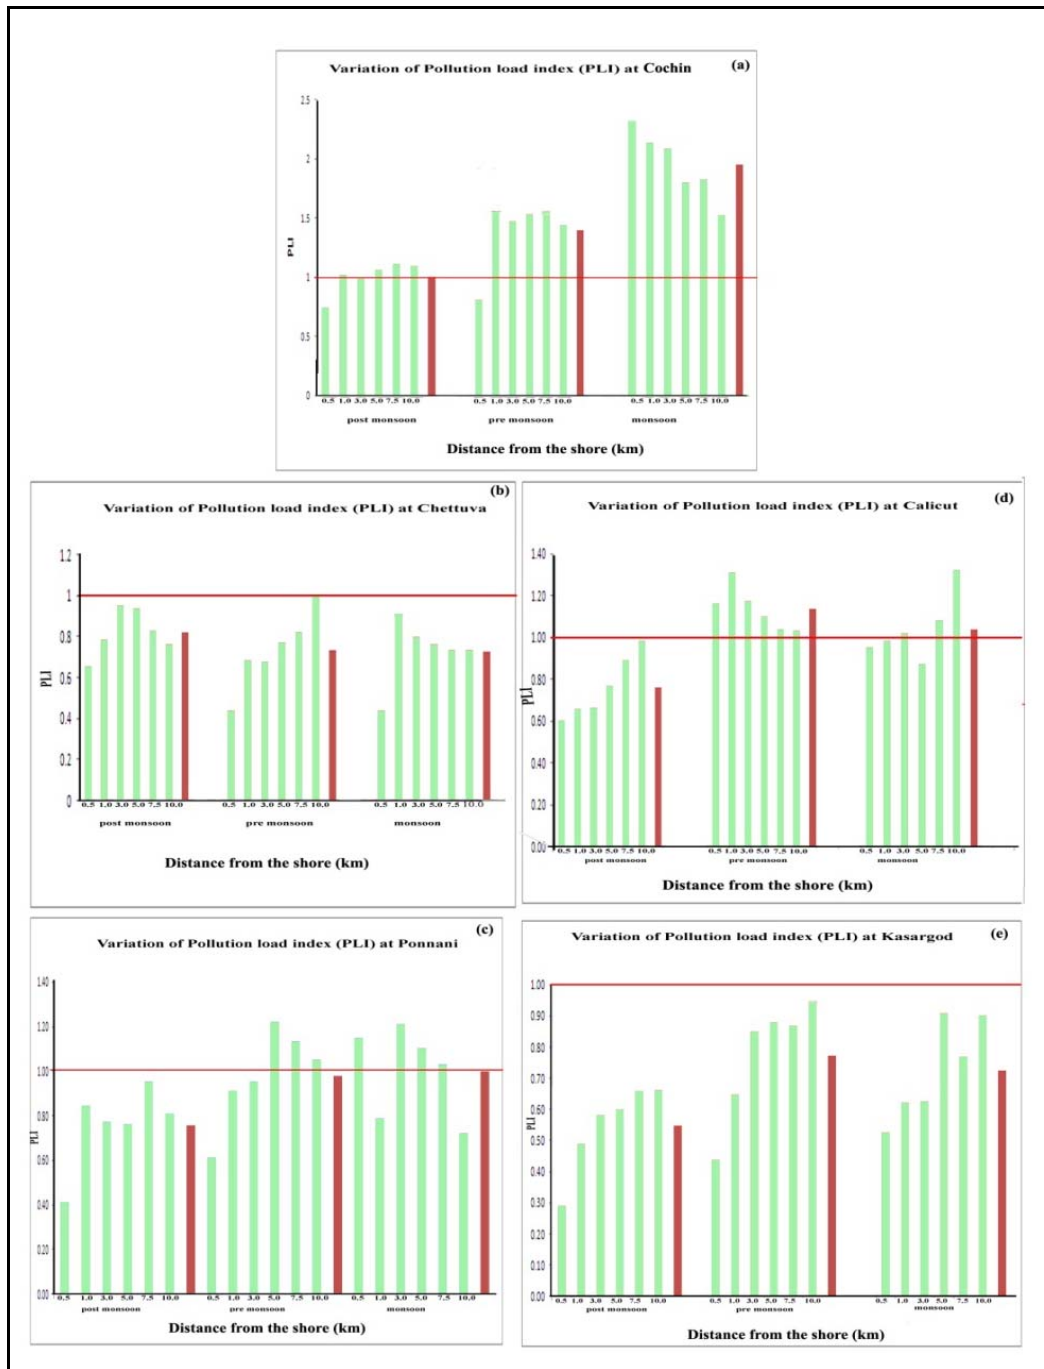 Variation of Pollution load index (PLI) at Cochin (a)
2.5
2
1.5
1
0.5
0
PLI
0.5 1.0 3.0 5.0 7.5 10.0 0.5 1.0 3.0 5.0 7.5 10.0 0.5 1.0 3.0 5.0 7.5 10.0
post monsoon pre monsoon monsoon
Distance from the shore (km)
(b)
Variation of Pollution load index (PLI) at Chettuva
1.2
1
0.8
0.6
0.4
0.2
0
PLI
0.5 1.0 3.0 5.0 7.5 10.0 0.5 1.0 3.0 5.0 7.5 10.0 0.5 1.0 3.0 5.0 7.5 10.0
post monsoon pre monsoon monsoon
Distance from the shore (km)
(d)
Variation of Pollution load index (PLI) at Calicut
1.40
1.20
1.00
0.80
0.60
0.40
0.20
0.00
PLI
0.5 1.0 3.0 5.0 7.5 10.0 0.5 1.0 3.0 5.0 7.5 10.0 0.5 1.0 3.0 5.0 7.5 10.0
post monsoon pre monsoon monsoon
Distance from the shore (km)
(c)
Variation of Pollution load index (PLI) at Ponnani
1.40
1.20
1.00
0.80
0.60
0.40
0.20
0.00
PLI
0.5 1.0 3.0 5.0 7.5 10.0 0.5 1.0 3.0 5.0 7.5 10.0 0.5 1.0 3.0 5.0 7.5 10.0
post monsoon pre monsoon monsoon
Distance from the shore (km)
Variation of Pollution load index (PLI) at Kasargod (e)
1.00
0.90
0.80
0.70
0.60
0.50
0.40
0.30
0.20
0.10
0.00
PLI
0.5 1.0 3.0 5.0 7.5 10.0 0.5 1.0 3.0 5.0 7.5 10.0 0.5 1.0 3.0 5.0 7.5 10.0
post monsoon pre monsoon monsoon
Distance from the shore (km)